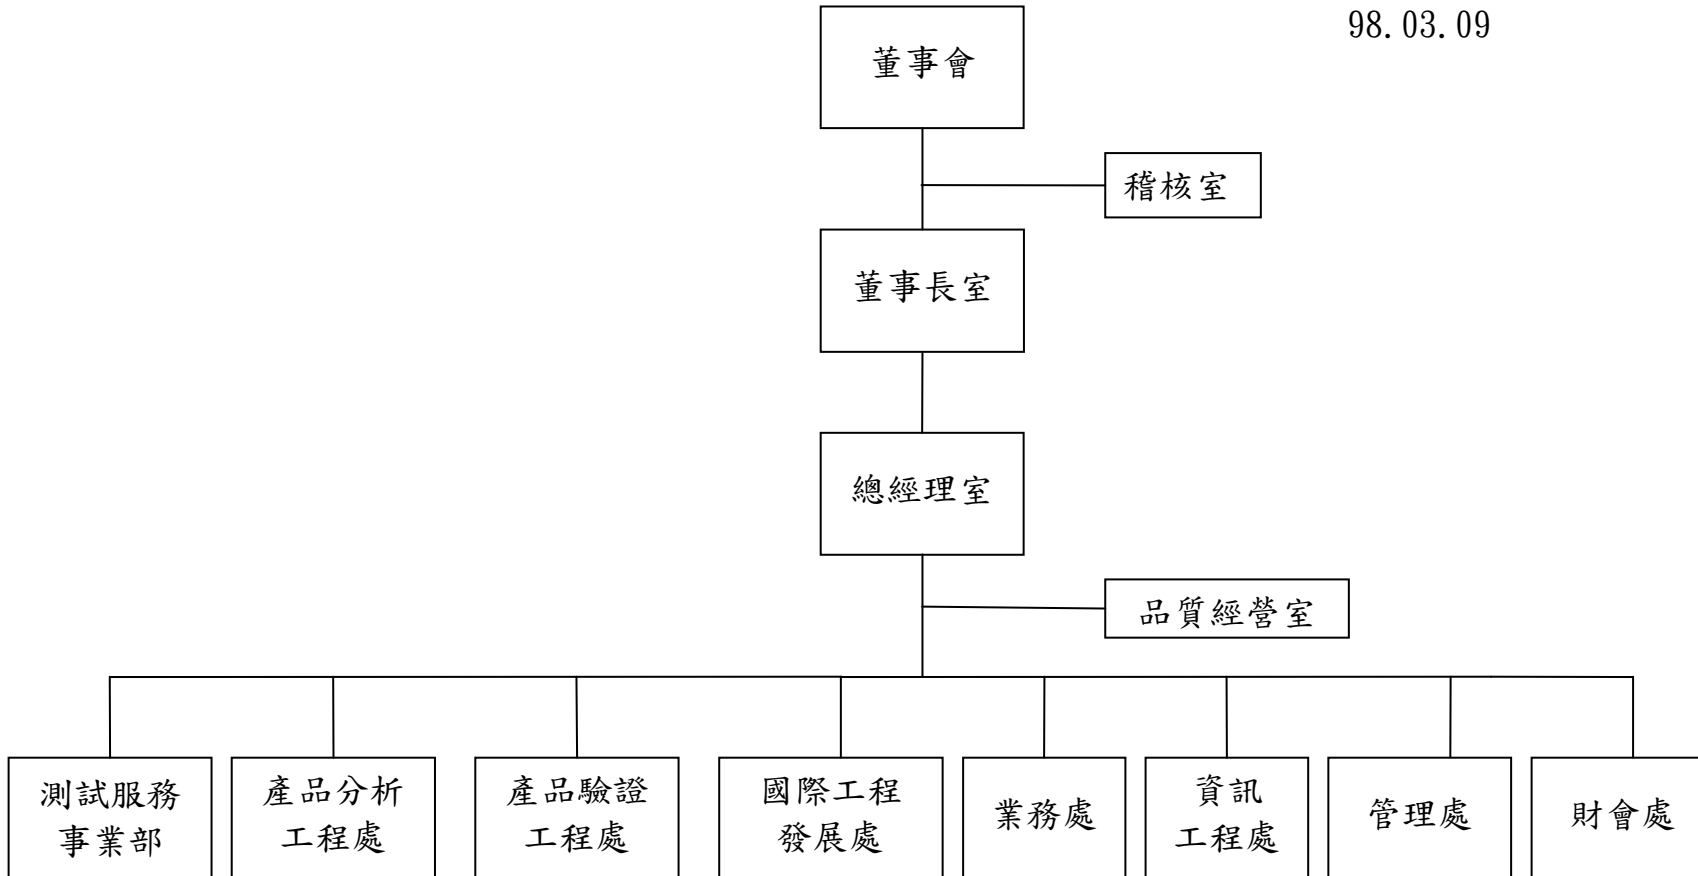 98.03.09
董事會
稽核室
董事長室
總經理室
品質經營室
測試服務
事業部
產品分析
工程處
產品驗證
工程處
國際工程
發展處
業務處
資訊
工程處
管理處
財會處